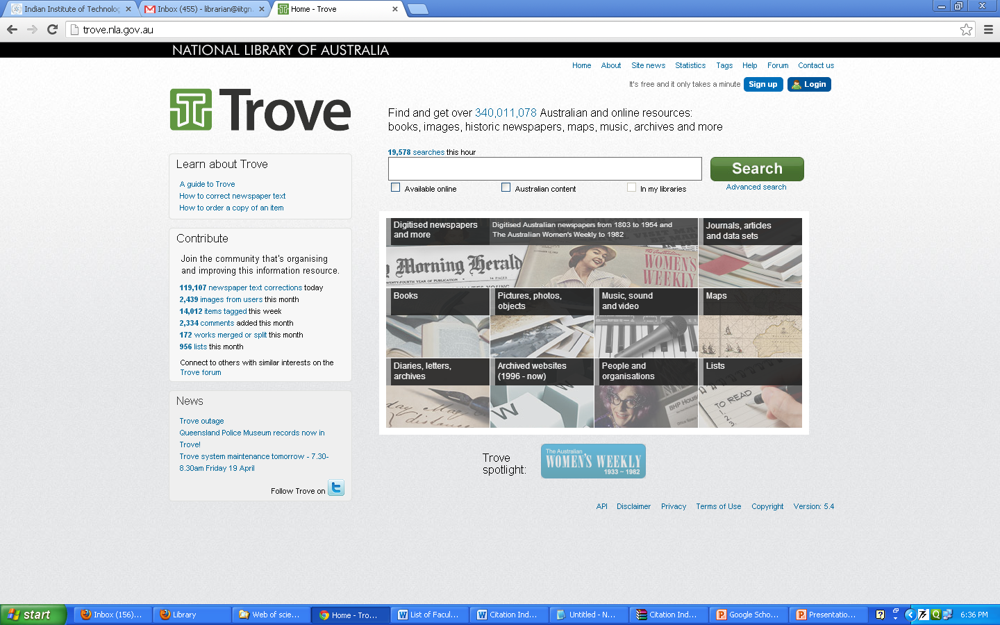 Indian Institute of Technolog
Inbox (455) - librarian@iitgn.
Home - Trove
trove.nla.gov.au
NATIONAL LIBRARY OF AUSTRALIA
Home About Site news Statistics Tags Help Forum Contact us
It's free and it only takes a minute Sign up Login
Trove
Find and get over 340,011,078 Australian and online resources:
books, images, historic newspapers, maps, music, archives and more
19,578 searches this hour
Search
Available online Australian content In my libraries
Advanced search
Learn about Trove
A guide to Trove
How to correct newspaper text
How to order a copy of an item
Contribute
Join the community that's organising
and improving this information resource.
119,107 newspaper text corrections today
2,439 images from users this month
14,012 items tagged this week
2,334 comments added this month
172 works merged or split this month
956 lists this month
Connect to others with similar interests on the
Trove forum
News
Trove outage
Queensland Police Museum records now in
Trove!
Trove system maintenance tomorrow - 7.30-
8.30am Friday 19 April
Follow Trove on
Digitised newspapers
and more
Digitised Australian newspapers from 1803 to 1954 and
The Australian Women's Weekly to 1982
Morning Herald
WOMEN'S
WEEKLY
Journals, articles
and data sets
Books
Pictures, photos,
objects
Music, sound
and video
Maps
Diaries, letters,
archives
Archived websites
(1996 - now)
W
W
People and
organisations
BHP House
Lists
TO READ
1.
2.
3.
Trove
spotlight:
The Australian
WOMEN'S WEEKLY
1933 – 1982
API Disclaimer Privacy Terms of Use Copyright Version: 5.4
start
Inbox (156)...
Library
Web of scie...
Home - Tro...
List of Facul...
Citation Ind...
Untitled - N...
Citation Ind...
Google Scho...
Presentatio...
6:36 PM